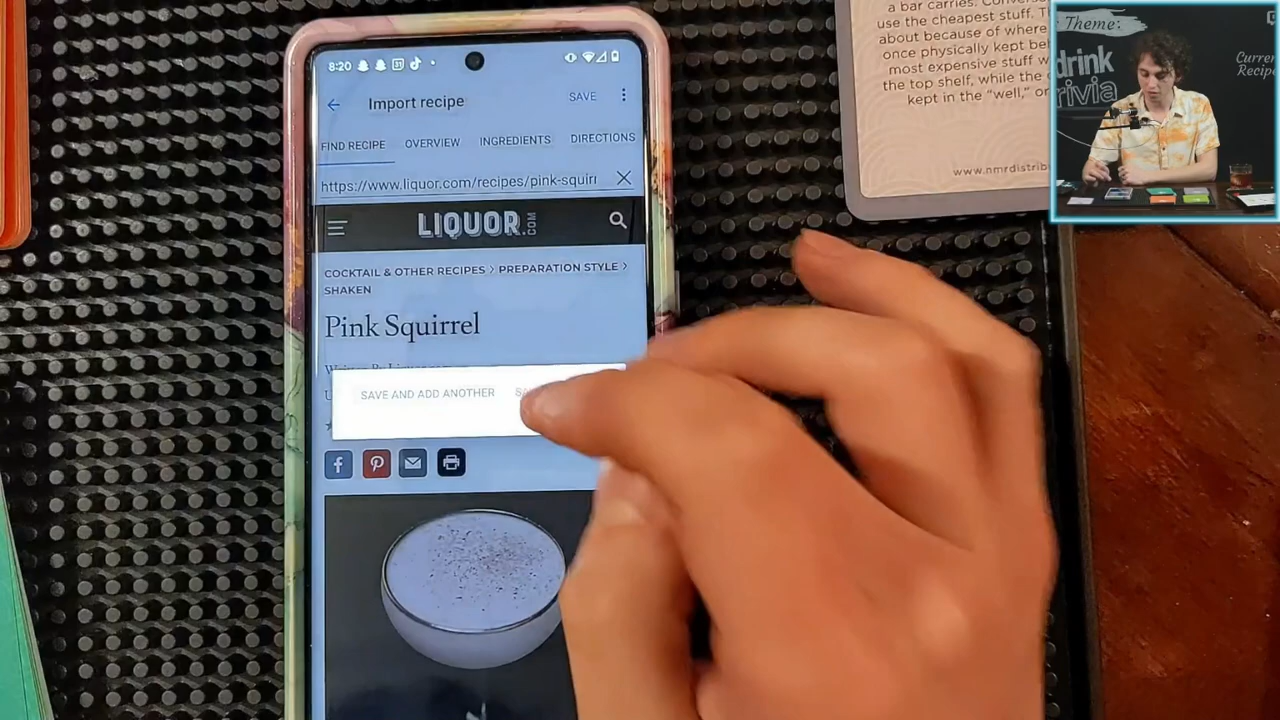 8:20
31
Import recipe
SAVE
FIND RECIPE
OVERVIEW
INGREDIENTS
DIRECTIONS
https://www.liquor.com/recipes/pink-squirr
LIQUOR.COM
COCKTAIL & OTHER RECIPES > PREPARATION STYLE >
SHAKEN
Pink Squirrel
SAVE AND ADD ANOTHER
a bar carries.
use the cheapest stuff.
about because of where
once physically kept
most expensive stuff
the top shelf, while the
kept in the "well," or
www.nmrdistrib
Theme:
drink
rivia
Curren
Recipe